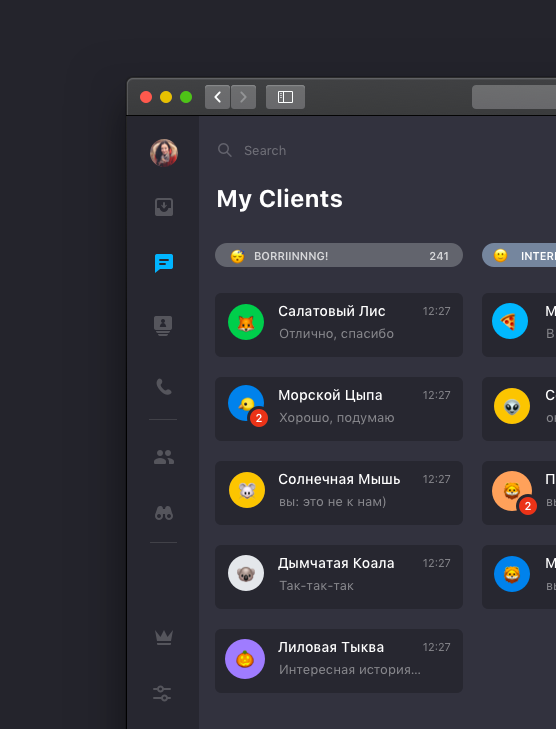 Search
My Clients
BORRIINNNG! 241
Салатовый Лис 12:27
Отлично, спасибо
Морской Цыпа 12:27
2
Хорошо, подумаю
Солнечная Мышь 12:27
вы: это не к нам)
Дымчатая Коала 12:27
Так-так-так
Лиловая Тыква 12:27
Интересная история...
2